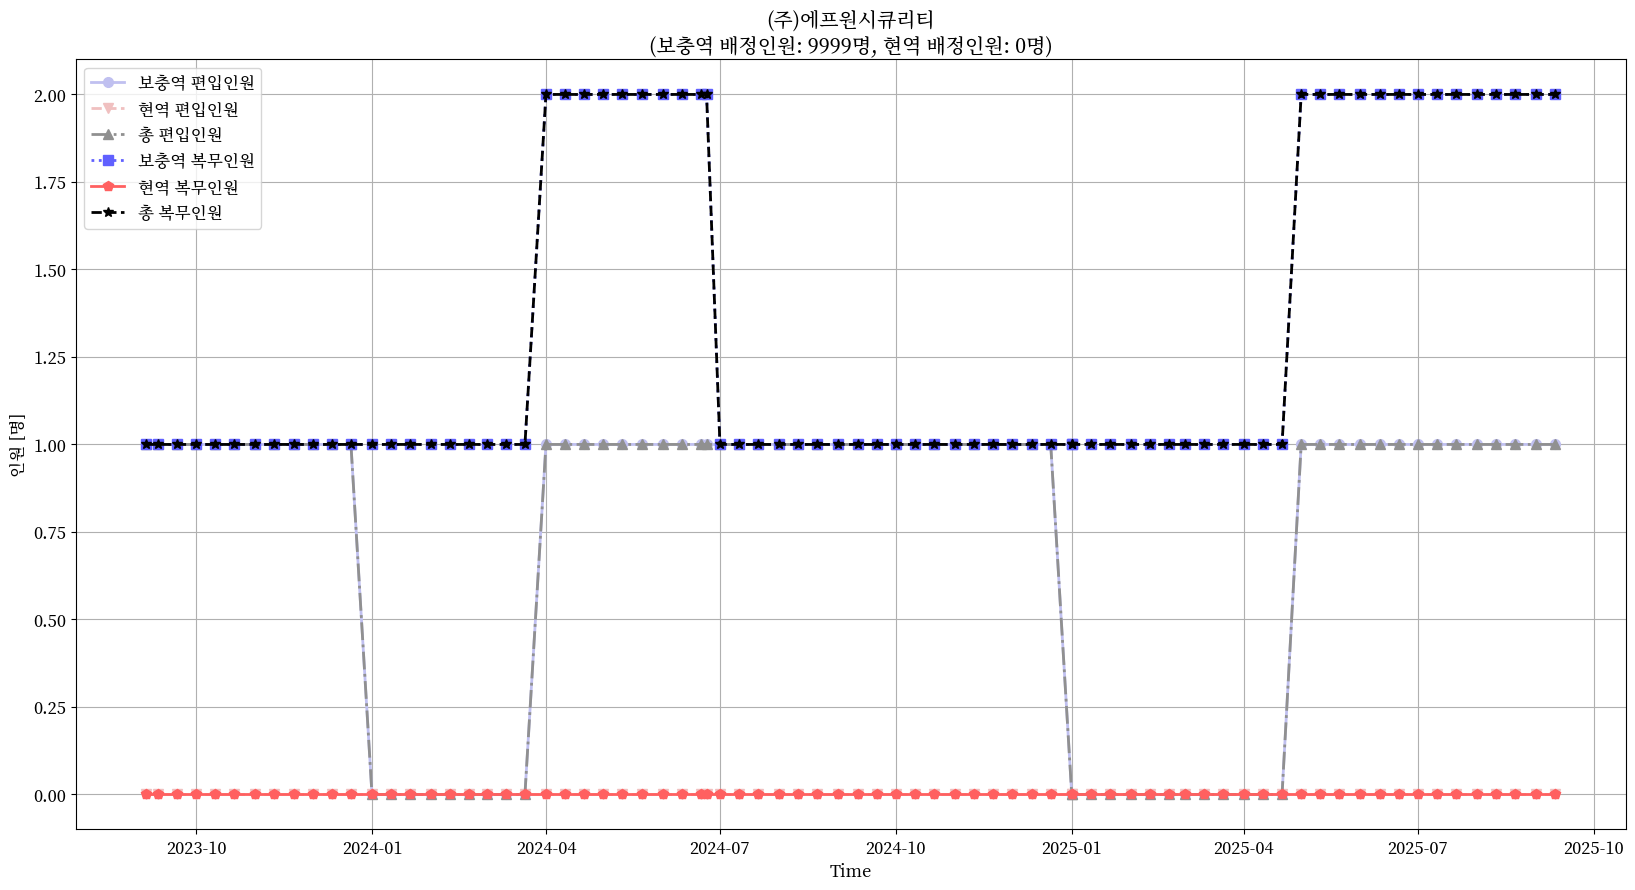 (주)에프원시큐리티
(보충역 배정인원: 9999명, 현역 배정인원: 0명)
보충역 편입인원
현역 편입인원
총 편입인원
보충역 복무인원
현역 복무인원
총 복무인원
2.00
1.75
1.50
1.25
1.00
0.75
0.50
0.25
0.00
인원 [명]
2023-10
2024-01
2024-04
2024-07
2024-10
2025-01
2025-04
2025-07
2025-10
Time